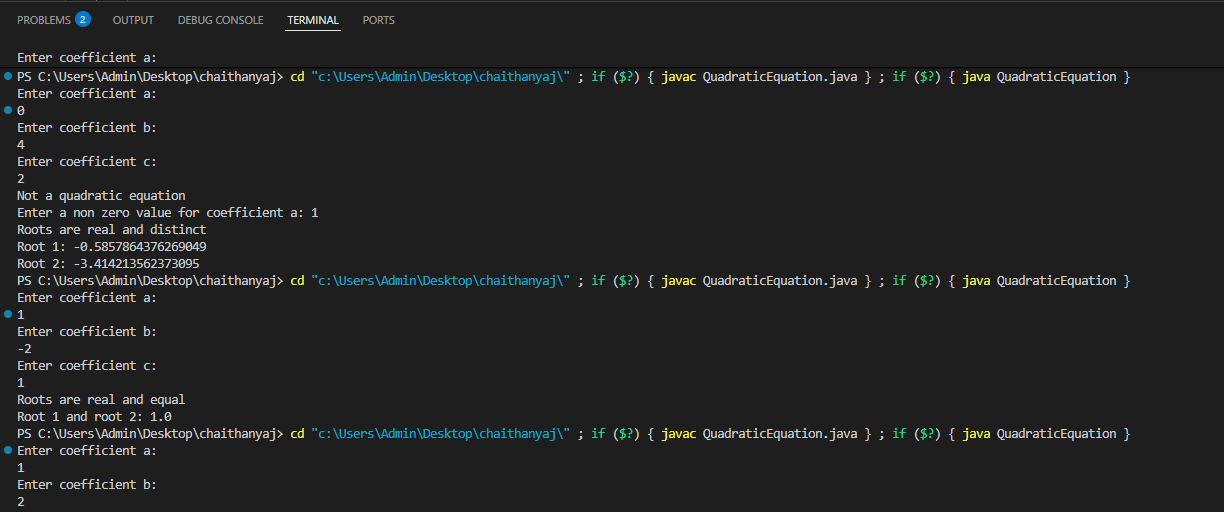 PROBLEMS 2 OUTPUT DEBUG CONSOLE TERMINAL PORTS
Enter coefficient a:
PS C:\Users\Admin\Desktop\chaithanyaj> cd "c:\Users\Admin\Desktop\chaithanyaj\" ; if ($?) { javac QuadraticEquation.java } ; if ($?) { java QuadraticEquation }
Enter coefficient a:
0
Enter coefficient b:
4
Enter coefficient c:
2
Not a quadratic equation
Enter a non zero value for coefficient a: 1
Roots are real and distinct
Root 1: -0.5857864376269049
Root 2: -3.414213562373095
PS C:\Users\Admin\Desktop\chaithanyaj> cd "c:\Users\Admin\Desktop\chaithanyaj\" ; if ($?) { javac QuadraticEquation.java } ; if ($?) { java QuadraticEquation }
Enter coefficient a:
1
Enter coefficient b:
-2
Enter coefficient c:
1
Roots are real and equal
Root 1 and root 2: 1.0
PS C:\Users\Admin\Desktop\chaithanyaj> cd "c:\Users\Admin\Desktop\chaithanyaj\" ; if ($?) { javac QuadraticEquation.java } ; if ($?) { java QuadraticEquation }
Enter coefficient a:
1
Enter coefficient b:
2